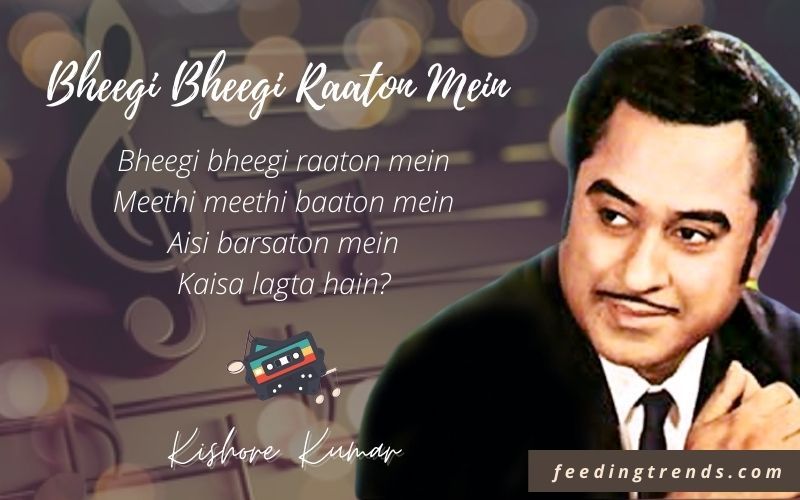 Bheegi Bheegi Raaton Mein
Bheegi bheegi raaton mein
Meethi meethi baaton mein
Aisi barsaton mein
Kaisa lagta hain?
Kishore Kumar
feedingtrends.com